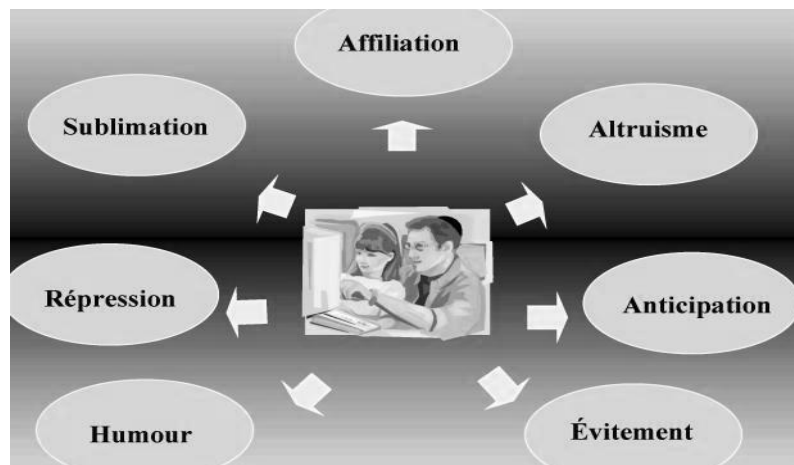 Affiliation
Sublimation
Altruisme
Répression
Anticipation
Humour
Évitement